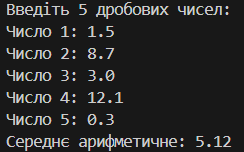 Введіть 5 дробових чисел:
Число 1: 1.5
Число 2: 8.7
Число 3: 3.0
Число 4: 12.1
Число 5: 0.3
Середнє арифметичне: 5.12